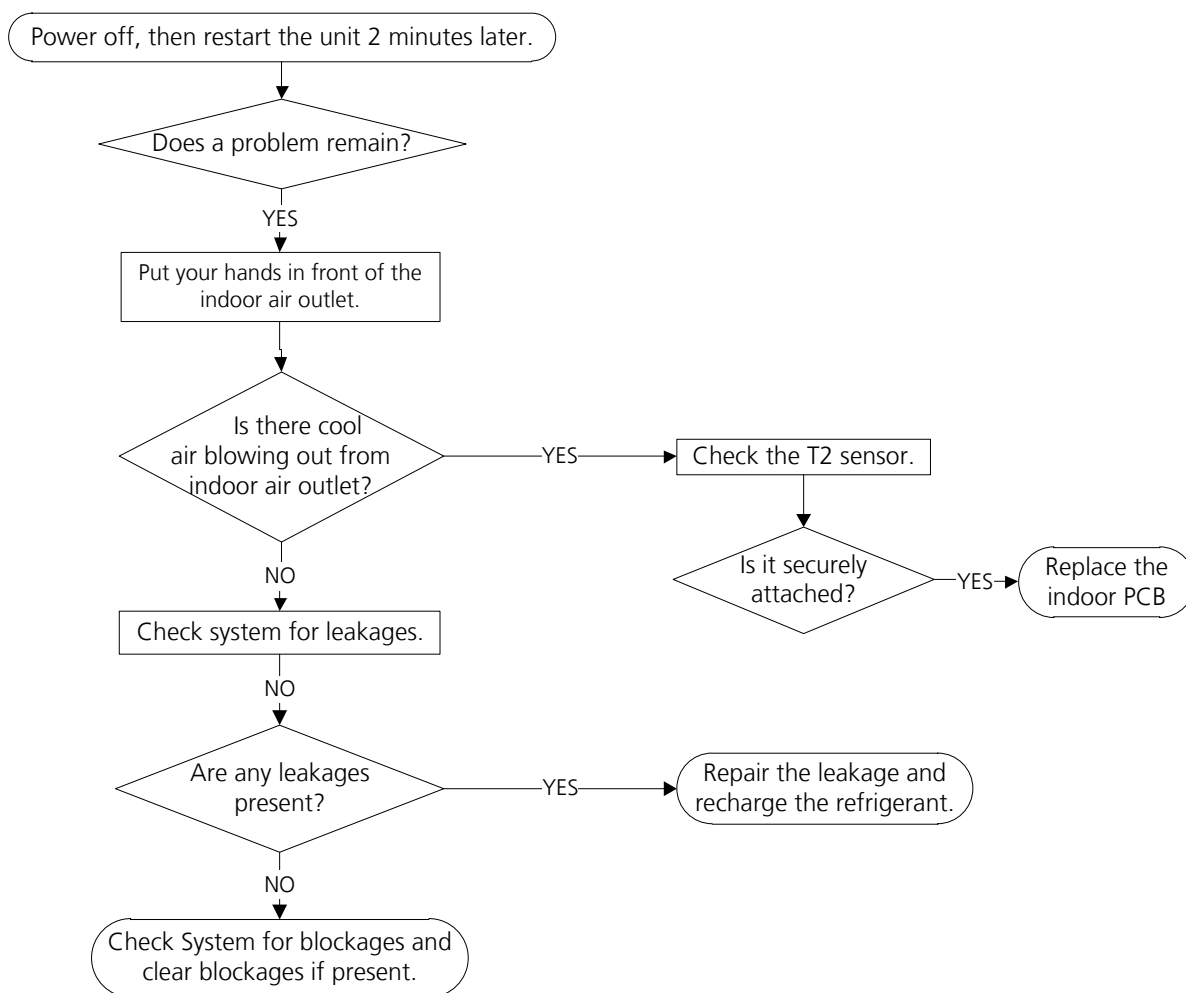 Power off, then restart the unit 2 minutes later.
Does a problem remain?
YES
Put your hands in front of the
indoor air outlet.
Is there cool
air blowing out from
indoor air outlet?
YES
Check the T2 sensor.
Is it securely
attached?
YES
Replace the
indoor PCB
NO
Check system for leakages.
NO
Are any leakages
present?
YES
Repair the leakage and
recharge the refrigerant.
NO
Check System for blockages and
clear blockages if present.